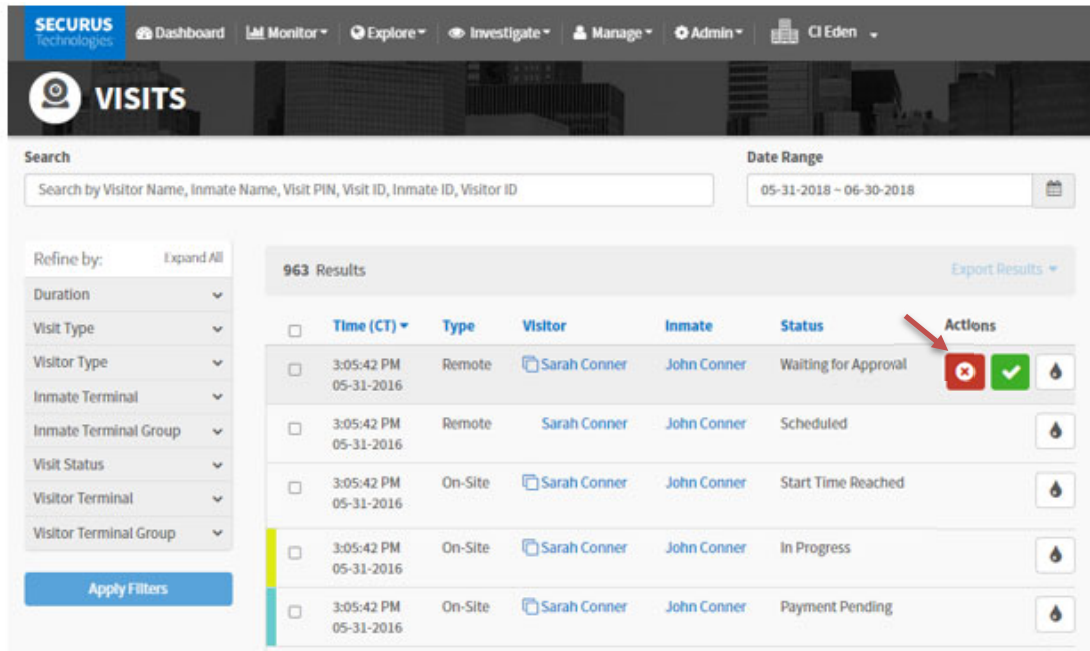 SECURUS
Technologies
Dashboard Monitor Explore Investigate Manage Admin CI Eden
VISITS
Search
Date Range
Search by Visitor Name, Inmate Name, Visit PIN, Visit ID, Inmate ID, Visitor ID
05-31-2018 ~ 06-30-2018
Refine by: Expand All
Duration
Visit Type
Visitor Type
Inmate Terminal
Inmate Terminal Group
Visit Status
Visitor Terminal
Visitor Terminal Group
Apply Filters
963 Results
Export Results
Time (CT) Type Visitor Inmate Status Actions
3:05:42 PM Remote Sarah Conner John Conner Waiting for Approval
05-31-2016
3:05:42 PM Remote Sarah Conner John Conner Scheduled
05-31-2016
3:05:42 PM On-Site Sarah Conner John Conner Start Time Reached
05-31-2016
3:05:42 PM On-Site Sarah Conner John Conner In Progress
05-31-2016
3:05:42 PM On-Site Sarah Conner John Conner Payment Pending
05-31-2016